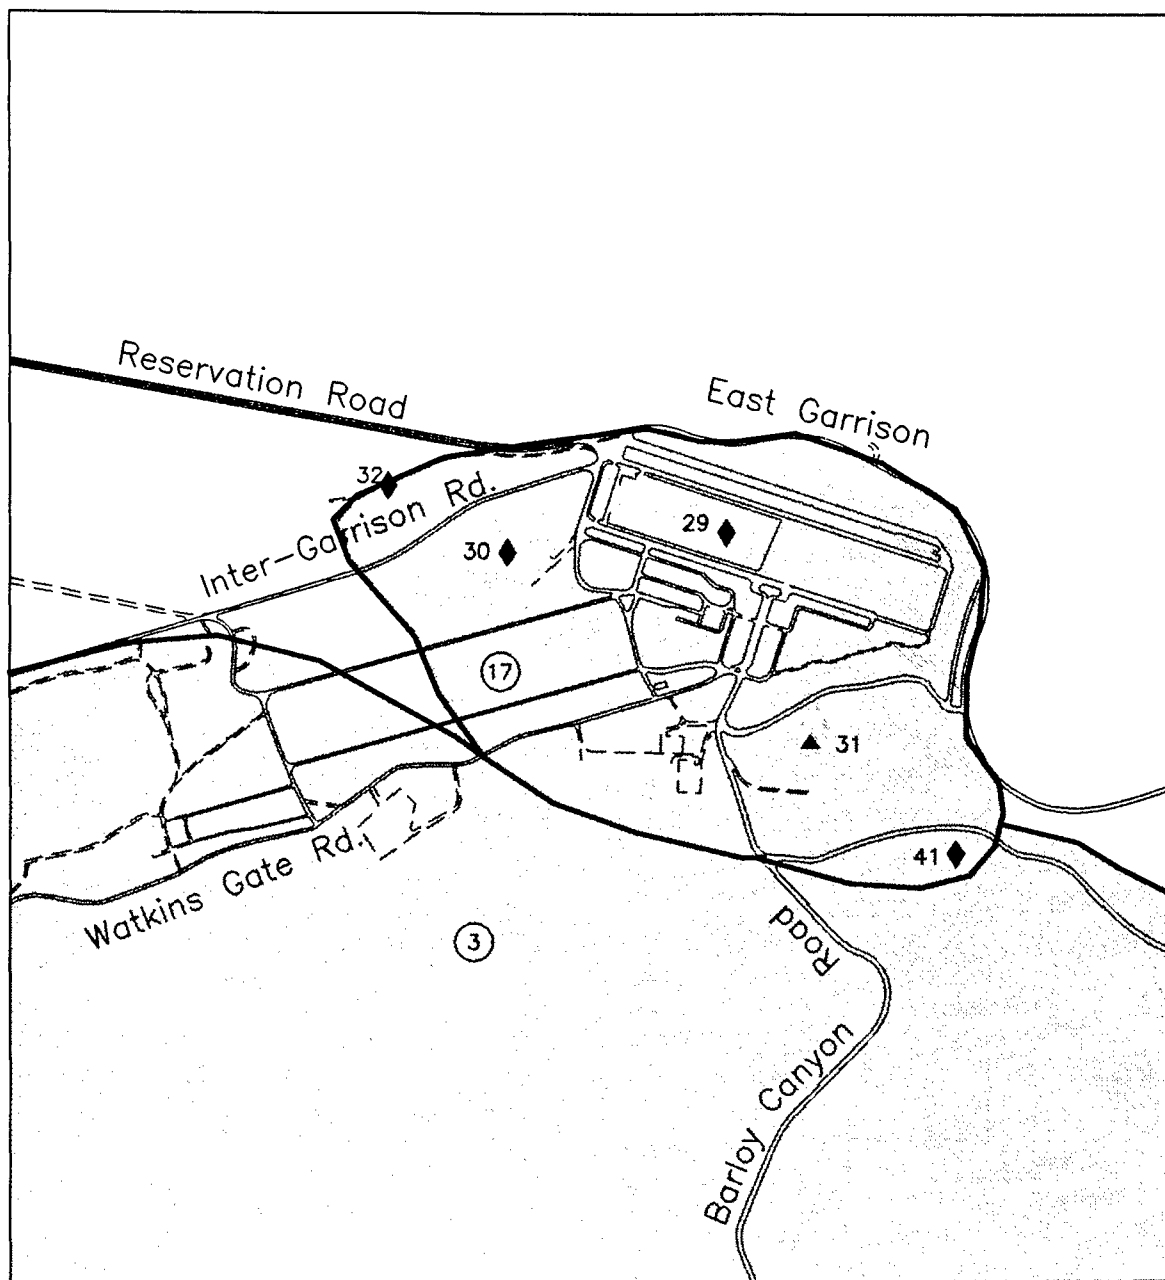 Reservation Road
East Garrison
32
Inter-Garrison Rd.
29
30
17
31
41
Watkins Gate Rd.
3
Barloy Canyon Road